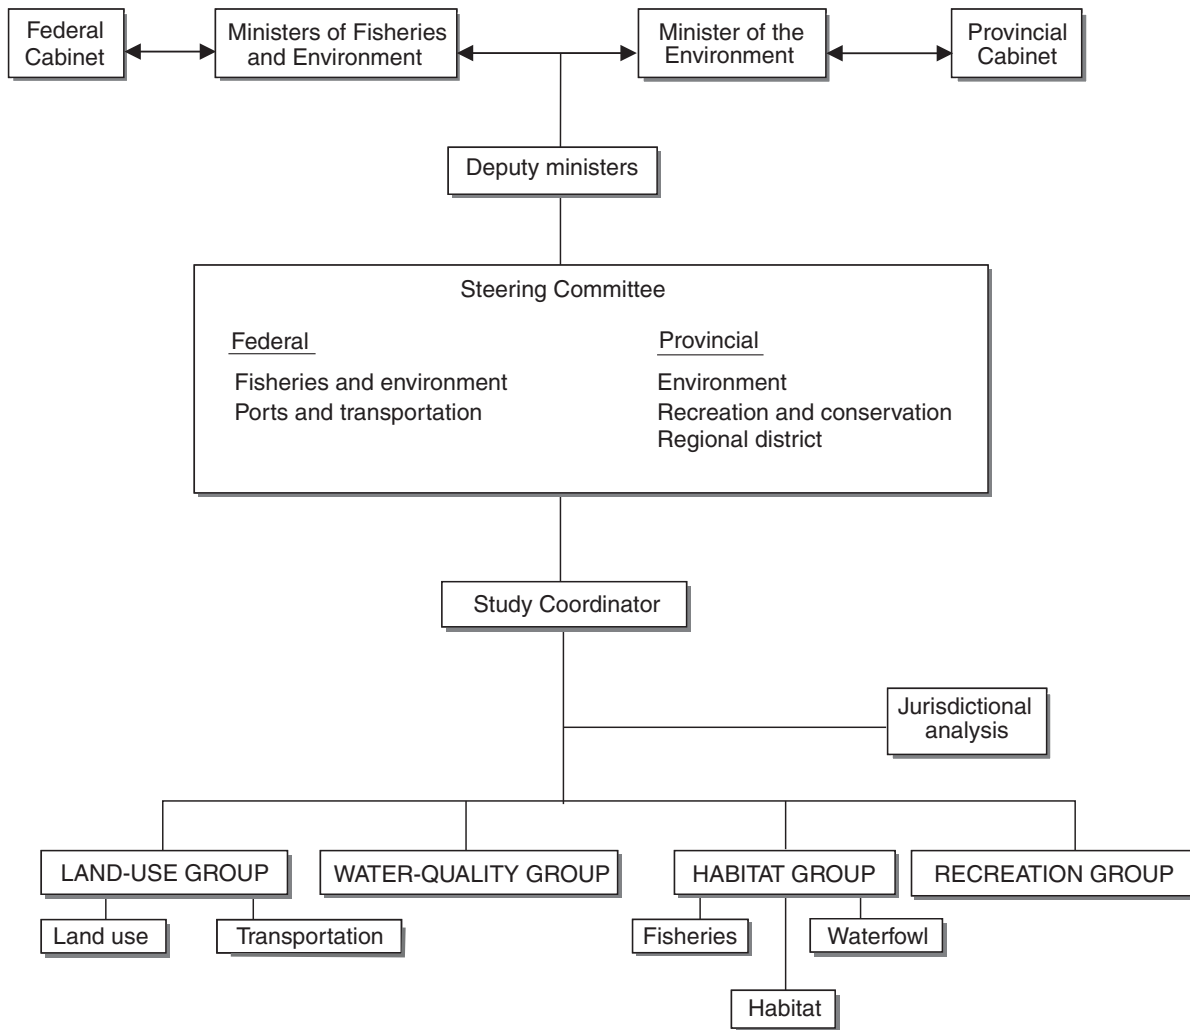 Federal
Cabinet
Ministers of Fisheries
and Environment
Minister of the
Environment
Provincial
Cabinet
Deputy ministers
Steering Committee
Federal
Fisheries and environment
Ports and transportation
Provincial
Environment
Recreation and conservation
Regional district
Study Coordinator
Jurisdictional
analysis
LAND-USE GROUP
WATER-QUALITY GROUP
HABITAT GROUP
RECREATION GROUP
Land use
Transportation
Fisheries
Waterfowl
Habitat